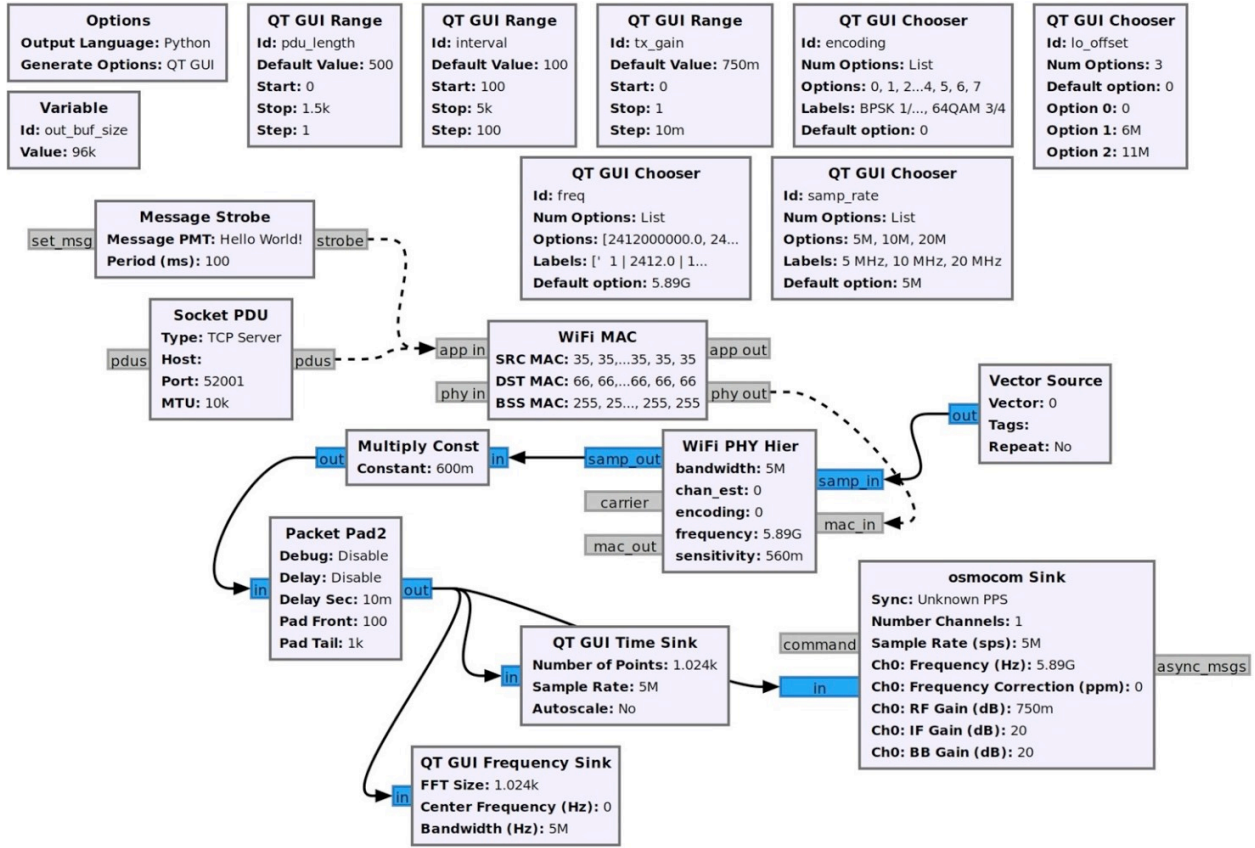 Options
Output Language: Python
Generate Options: QT GUI
Variable
Id: out_buf_size
Value: 96k
QT GUI Range
Id: pdu_length
Default Value: 500
Start: 0
Stop: 1.5k
Step: 1
QT GUI Range
Id: interval
Default Value: 100
Start: 100
Stop: 5k
Step: 100
QT GUI Range
Id: tx_gain
Default Value: 750m
Start: 0
Stop: 1
Step: 10m
QT GUI Chooser
Id: encoding
Num Options: List
Options: 0, 1, 2...4, 5, 6, 7
Labels: BPSK 1/..., 64QAM 3/4
Default option: 0
QT GUI Chooser
Id: lo_offset
Num Options: 3
Default option: 0
Option 0: 0
Option 1: 6M
Option 2: 11M
QT GUI Chooser
Id: freq
Num Options: List
Options: [2412000000.0, 24...
Labels: [' 1 | 2412.0 | 1...
Default option: 5.89G
QT GUI Chooser
Id: samp_rate
Num Options: List
Options: 5M, 10M, 20M
Labels: 5 MHz, 10 MHz, 20 MHz
Default option: 5M
set_msg
Message Strobe
Message PMT: Hello World!
Period (ms): 100
strobe
pdus
Socket PDU
Type: TCP Server
Host:
Port: 52001
MTU: 10k
pdus
app in
phy in
WiFi MAC
SRC MAC: 35, 35,...35, 35, 35
DST MAC: 66, 66,...66, 66, 66
BSS MAC: 255, 25..., 255, 255
app out
phy out
out
Vector Source
Vector: 0
Tags:
Repeat: No
out
Multiply Const
Constant: 600m
in
samp_out
carrier
mac_out
WiFi PHY Hier
bandwidth: 5M
chan_est: 0
encoding: 0
frequency: 5.89G
sensitivity: 560m
samp_in
mac_in
in
Packet Pad2
Debug: Disable
Delay: Disable
Delay Sec: 10m
Pad Front: 100
Pad Tail: 1k
out
in
QT GUI Time Sink
Number of Points: 1.024k
Sample Rate: 5M
Autoscale: No
command
in
osmocom Sink
Sync: Unknown PPS
Number Channels: 1
Sample Rate (sps): 5M
Ch0: Frequency (Hz): 5.89G
Ch0: Frequency Correction (ppm): 0
Ch0: RF Gain (dB): 750m
Ch0: IF Gain (dB): 20
Ch0: BB Gain (dB): 20
async_msgs
in
QT GUI Frequency Sink
FFT Size: 1.024k
Center Frequency (Hz): 0
Bandwidth (Hz): 5M